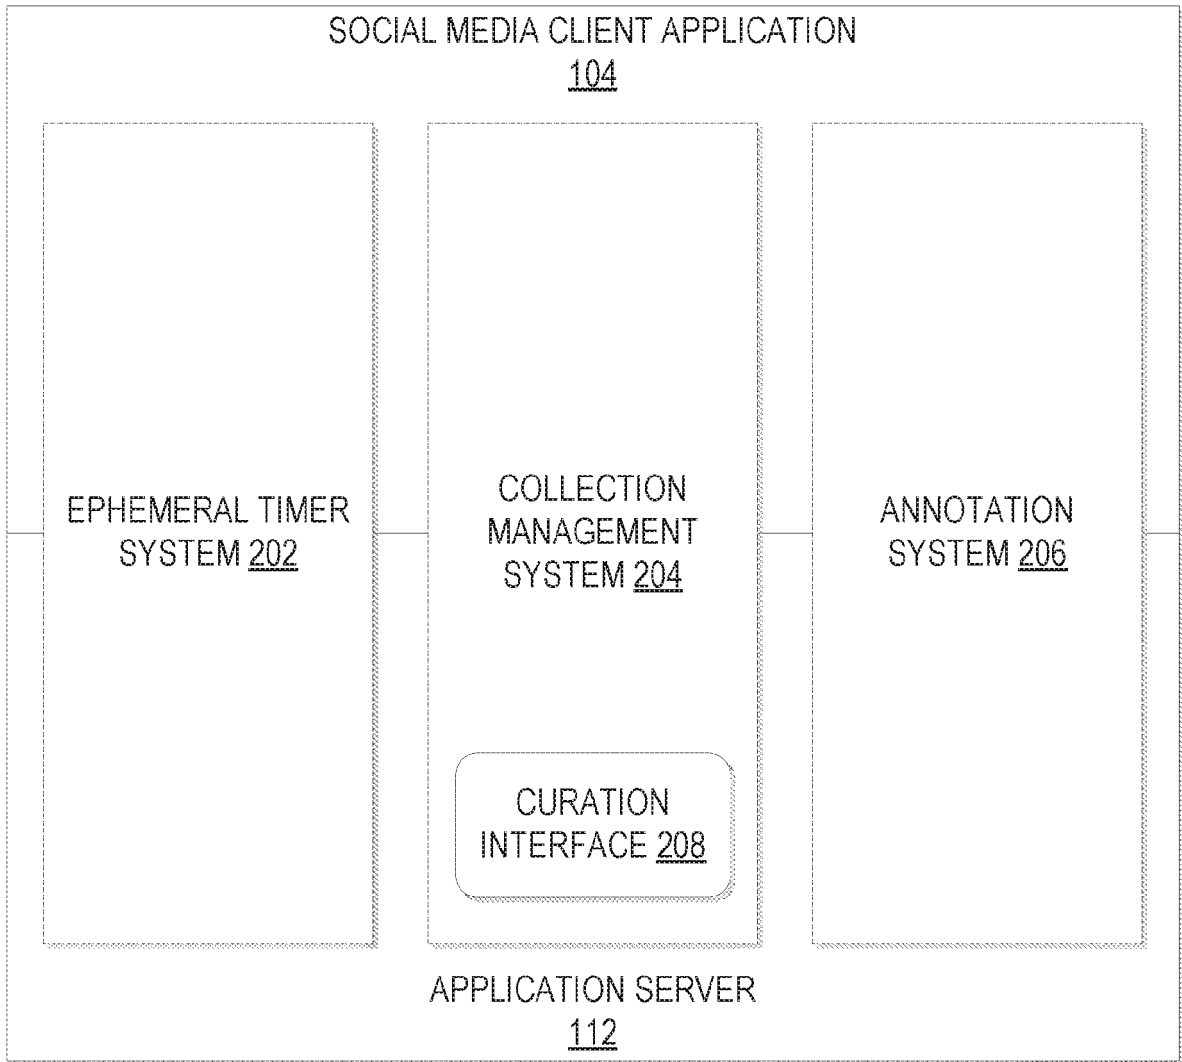 SOCIAL MEDIA CLIENT APPLICATION
104
EPHEMERAL TIMER
SYSTEM 202
COLLECTION
MANAGEMENT
SYSTEM 204
ANNOTATION
SYSTEM 206
CURATION
INTERFACE 208
APPLICATION SERVER
112